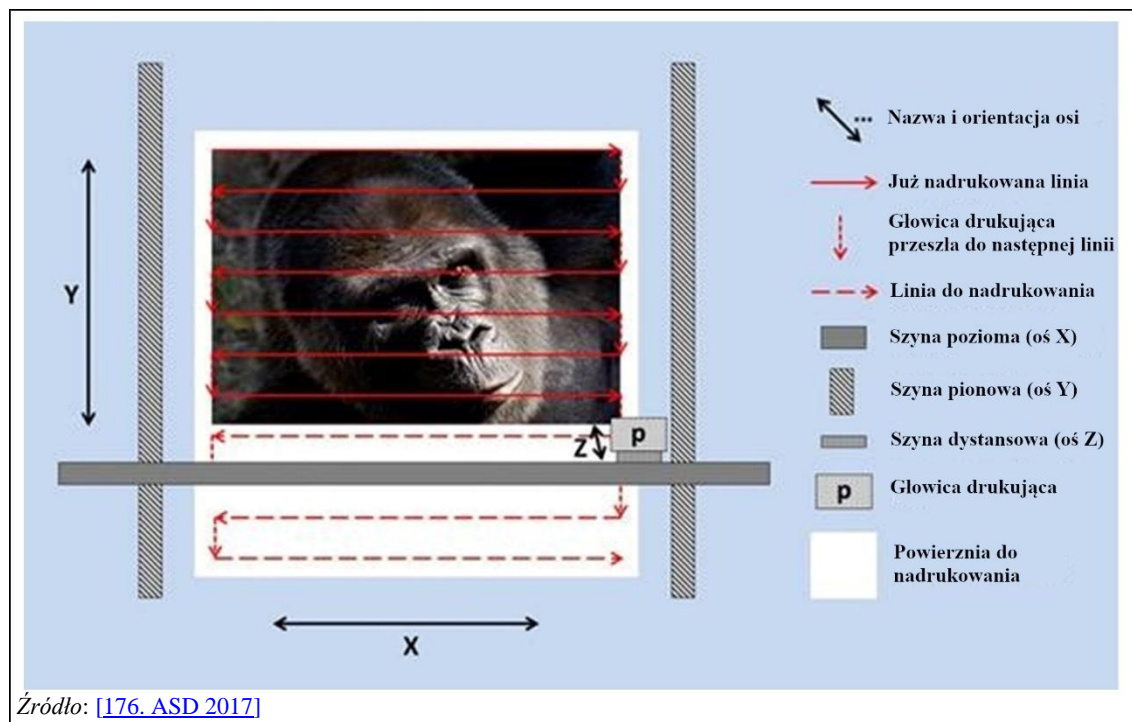 Y
Z
p
X
... Nazwa i orientacja osi
Już nadrukowana linia
Głowica drukująca
przeszła do następnej linii
Linia do nadrukowania
Szyna pozioma (oś X)
Szyna pionowa (oś Y)
Szyna dystansowa (oś Z)
p
Głowica drukująca
Powierznia do
nadrukowania
Źródło: [176. ASD 2017]